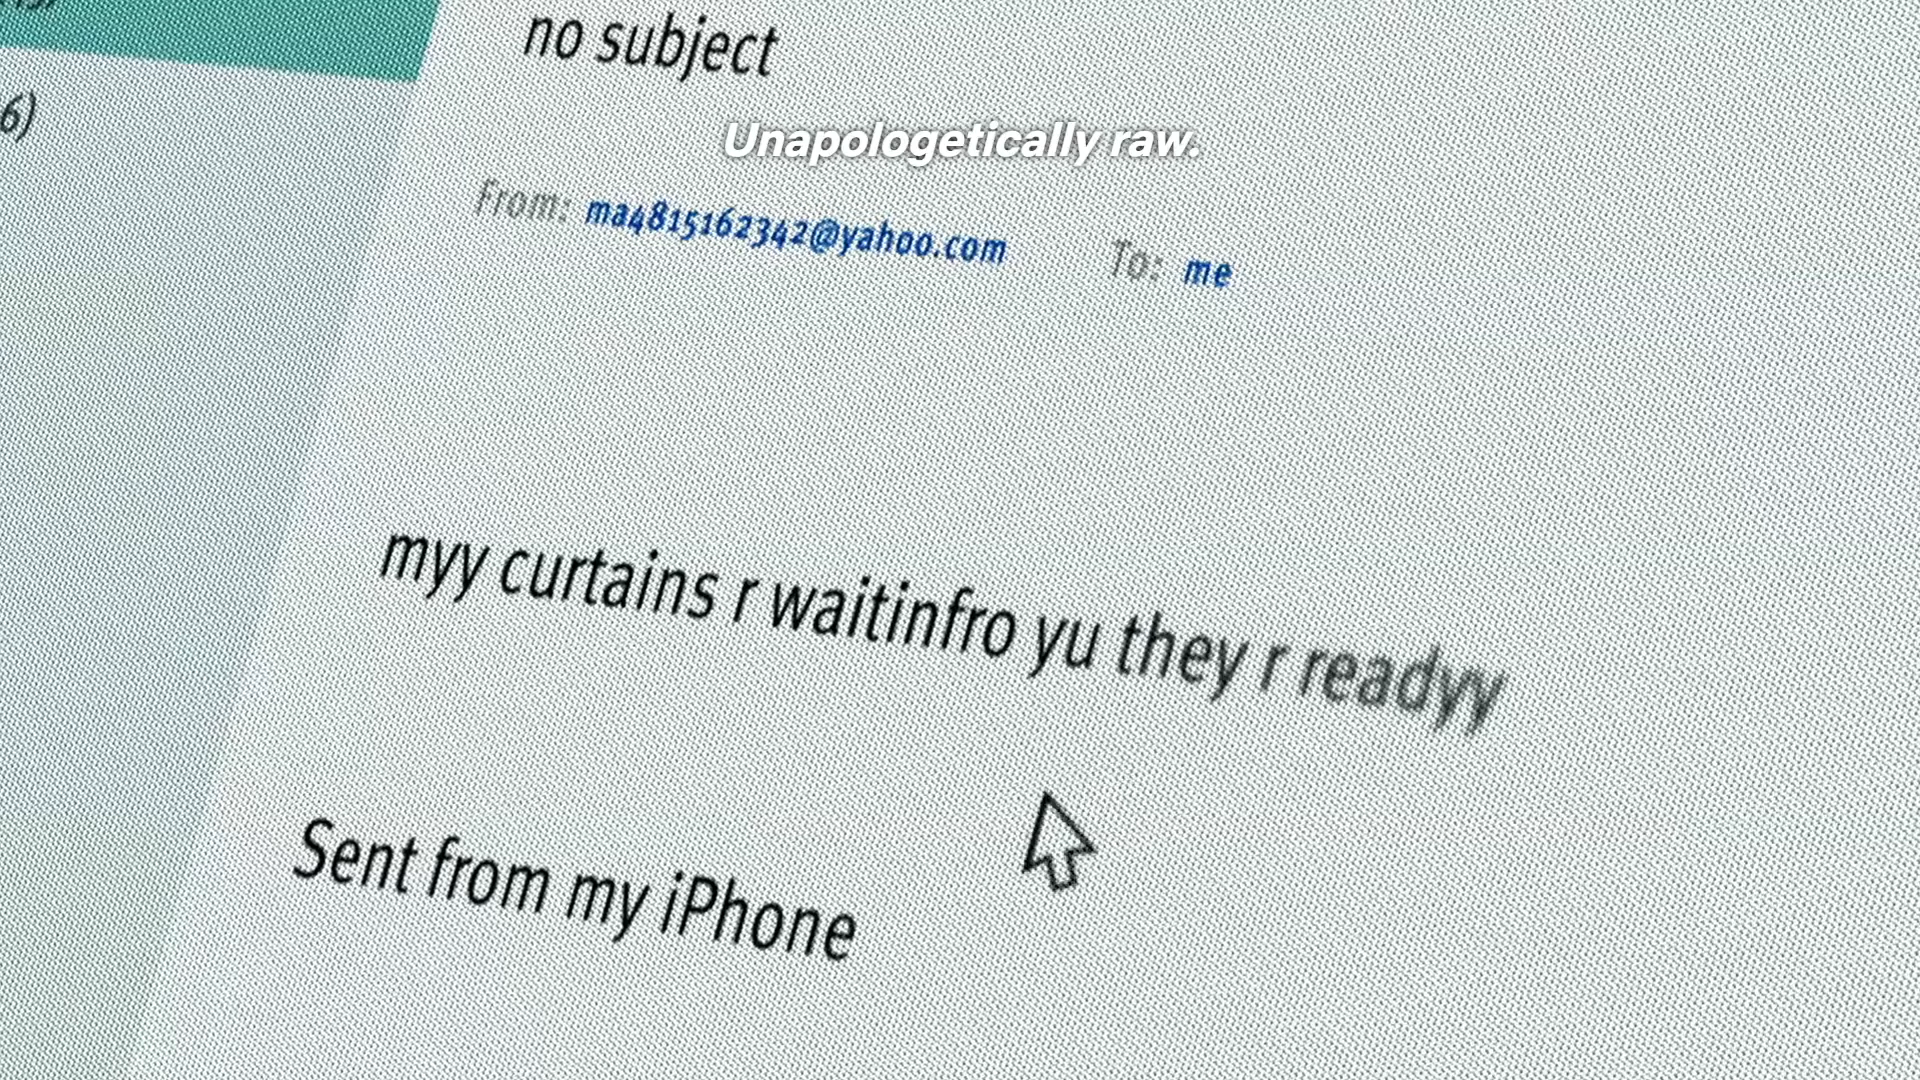 no subject
Unapologetically raw.
6)
From: ma4815162342@yahoo.com To: me
myy curtains r waitinfro yu they r readyy
Sent from my iPhone